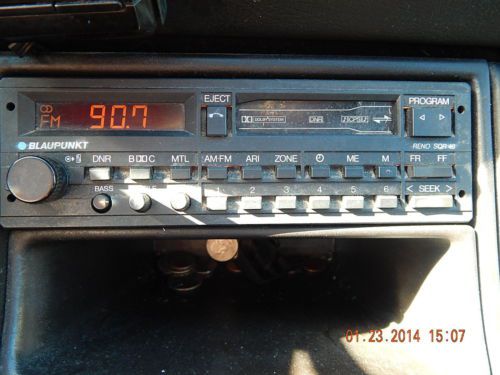 EJECT
PROGRAM
FM 90.7
DOLBY SYSTEM DNR CPS
BLAUPUNKT
RENO SQR 46
DNR B C MTL AM·FM ARI ZONE ME M FR FF
BASS
1 2 3 4 5 6 < SEEK >
01.23.2014 15:07